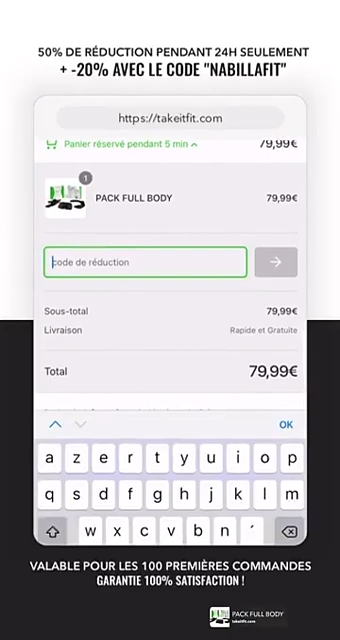 50% DE RÉDUCTION PENDANT 24H SEULEMENT
+ -20% AVEC LE CODE "NABILLAFIT"
https://takeitfit.com
Panier réservé pendant 5 min
79,99€
1
PACK FULL BODY
79,99€
code de réduction
Sous-total
79,99€
Livraison
Rapide et Gratuite
Total
79,99€
OK
a z e r t y u i o p
q s d f g h j k l m
w x c v b n ´
VALABLE POUR LES 100 PREMIÈRES COMMANDES
GARANTIE 100% SATISFACTION !
PACK FULL BODY
takeitfit.com